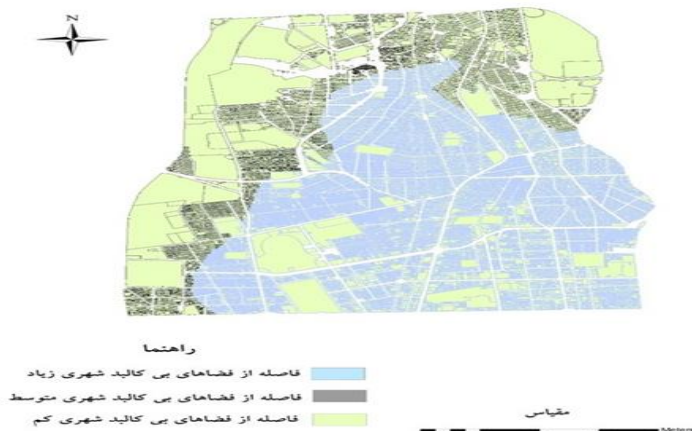 N
راهنما
فاصله از فضاهای بی کالبد شهری زیاد
فاصله از فضاهای بی کالبد شهری متوسط
فاصله از فضاهای بی کالبد شهری کم
مقیاس
Meters